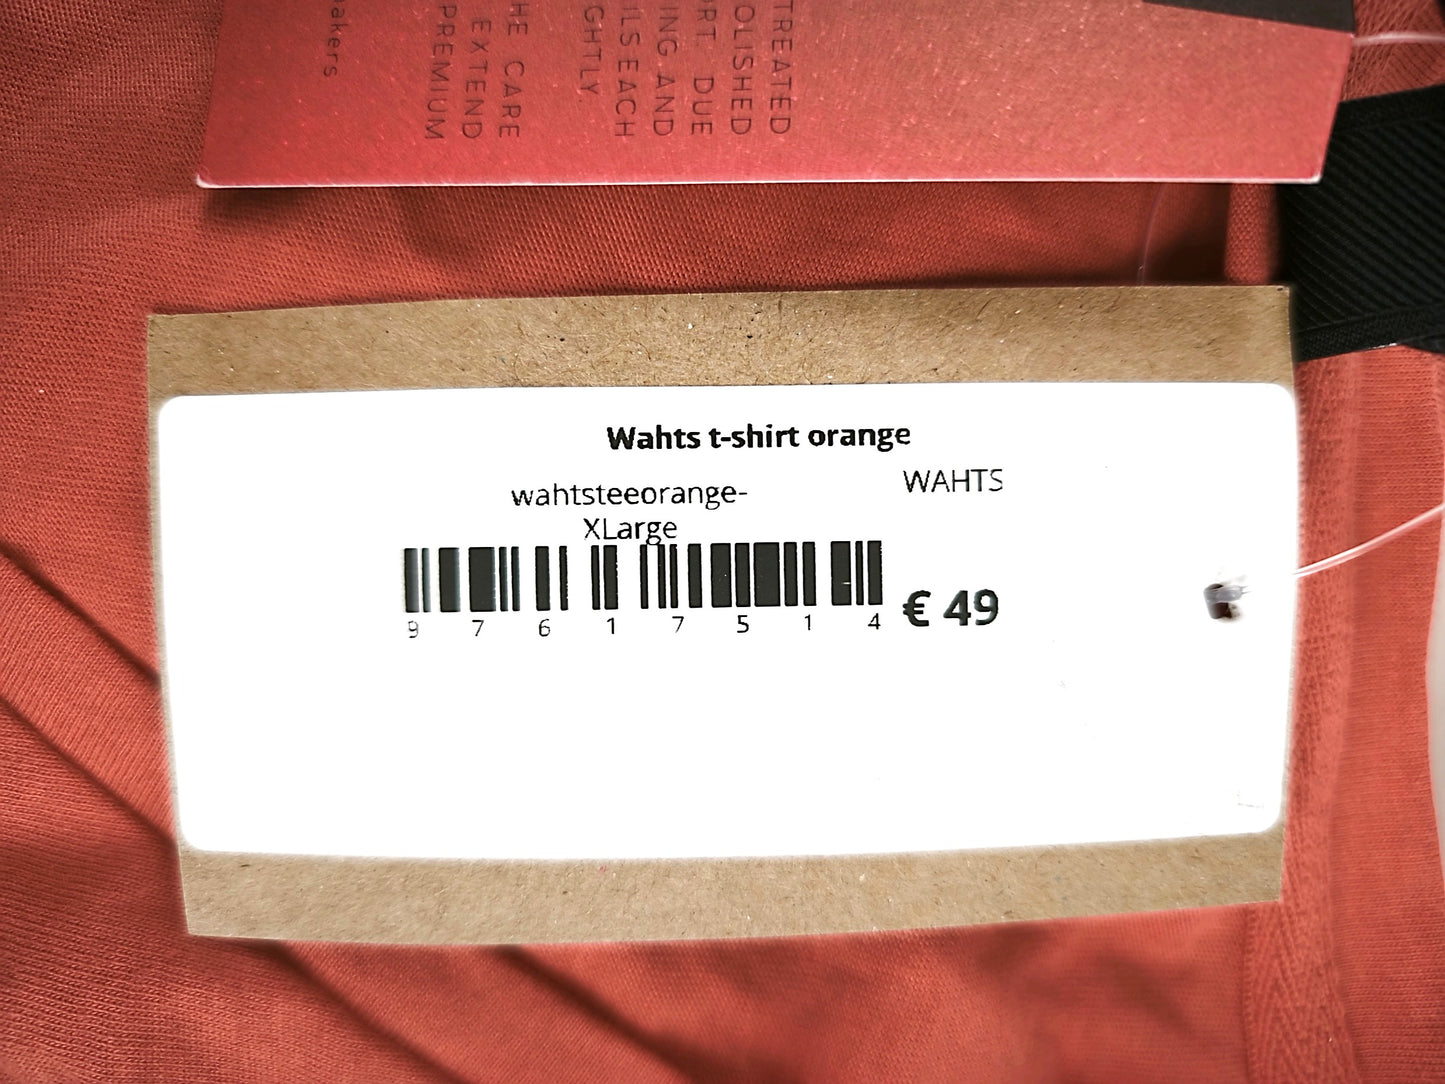 TREATED
OLISHED
ORT. DUE
ING AND
ILS EACH
GHTLY.
HE CARE
EXTEND
PREMIUM
akers
Wahts t-shirt orange
wahtsteeorange-
XLarge
WAHTS
9 7 6 1 7 5 1 4
€ 49